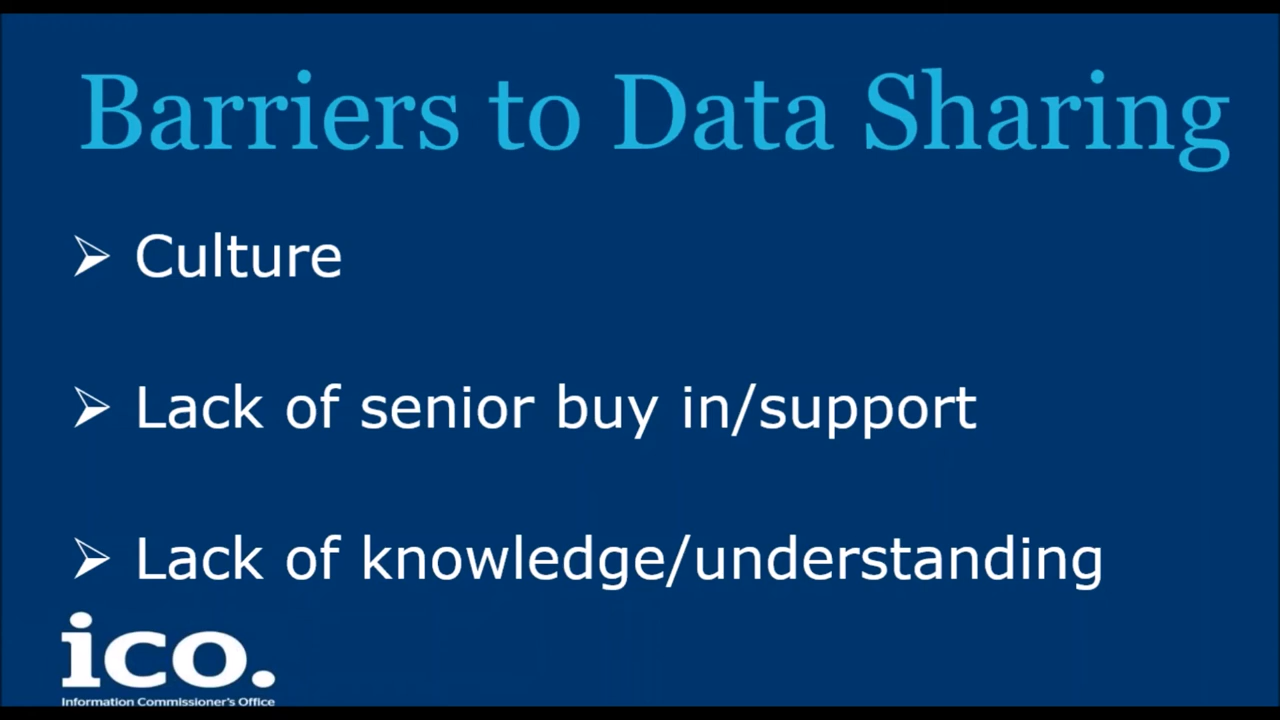 Barriers to Data Sharing
Culture
Lack of senior buy in/support
Lack of knowledge/understanding
ico.
Information Commissioner's Office